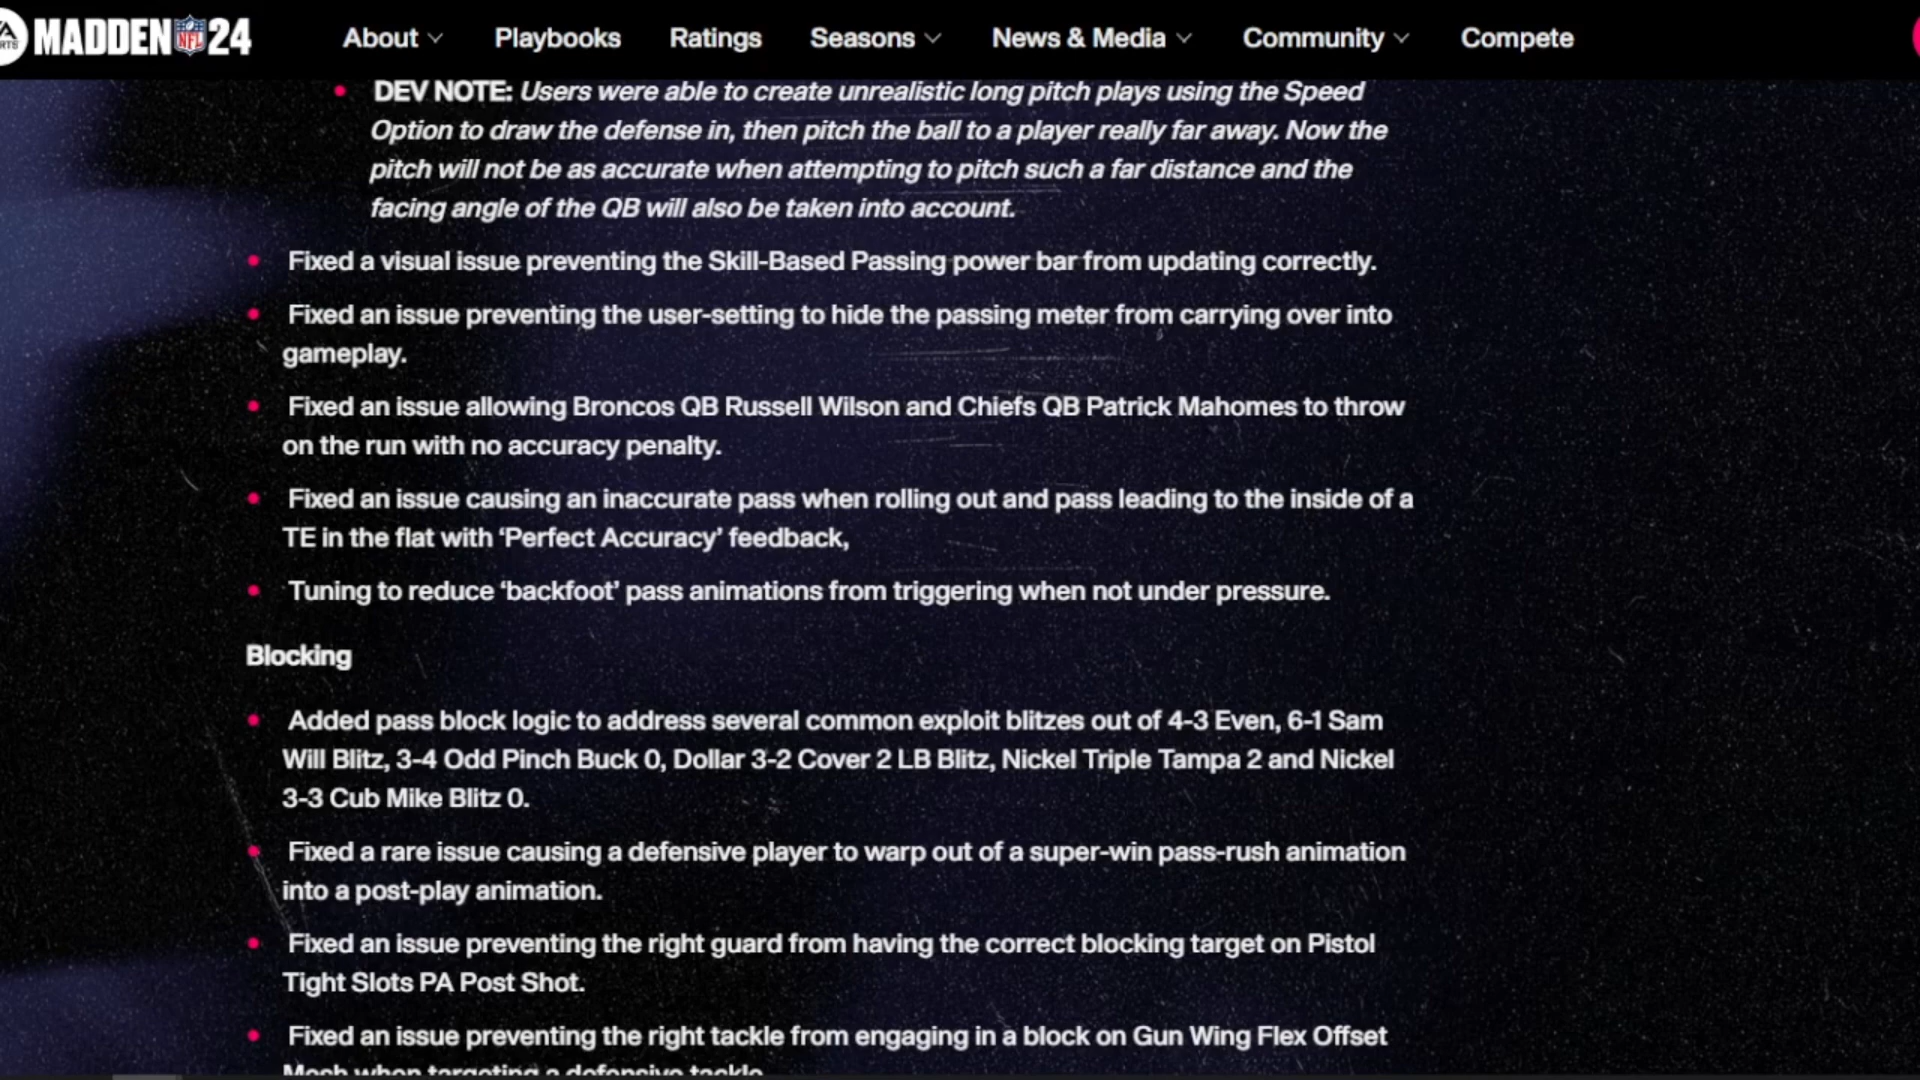 MADDEN NFL 24 About Playbooks Ratings Seasons News & Media Community Compete
DEV NOTE: Users were able to create unrealistic long pitch plays using the Speed
Option to draw the defense in, then pitch the ball to a player really far away. Now the
pitch will not be as accurate when attempting to pitch such a far distance and the
facing angle of the QB will also be taken into account.
Fixed a visual issue preventing the Skill-Based Passing power bar from updating correctly.
Fixed an issue preventing the user-setting to hide the passing meter from carrying over into
gameplay.
Fixed an issue allowing Broncos QB Russell Wilson and Chiefs QB Patrick Mahomes to throw
on the run with no accuracy penalty.
Fixed an issue causing an inaccurate pass when rolling out and pass leading to the inside of a
TE in the flat with ‘Perfect Accuracy’ feedback,
Tuning to reduce ‘backfoot’ pass animations from triggering when not under pressure.
Blocking
Added pass block logic to address several common exploit blitzes out of 4-3 Even, 6-1 Sam
Will Blitz, 3-4 Odd Pinch Buck 0, Dollar 3-2 Cover 2 LB Blitz, Nickel Triple Tampa 2 and Nickel
3-3 Cub Mike Blitz 0.
Fixed a rare issue causing a defensive player to warp out of a super-win pass-rush animation
into a post-play animation.
Fixed an issue preventing the right guard from having the correct blocking target on Pistol
Tight Slots PA Post Shot.
Fixed an issue preventing the right tackle from engaging in a block on Gun Wing Flex Offset
Mesh when targeting a defensive tackle.